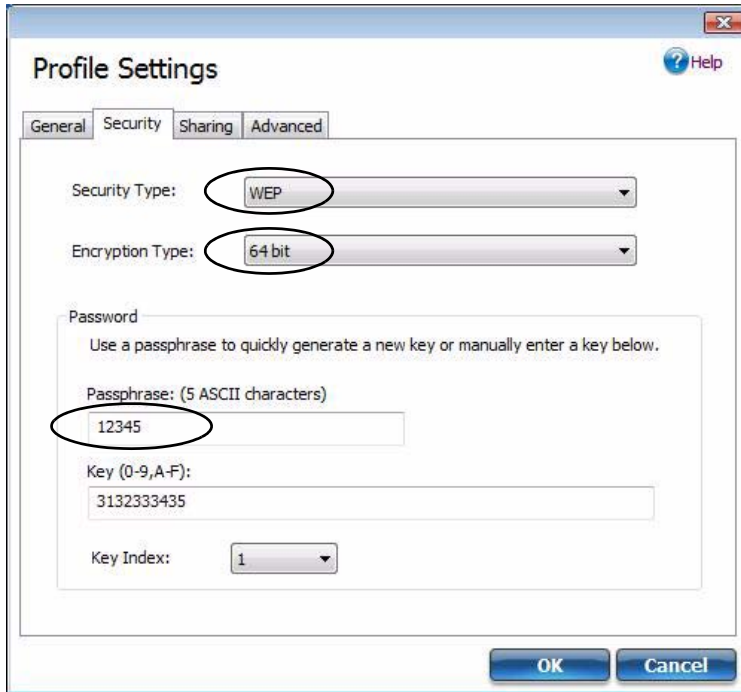 Profile Settings
Help
General Security Sharing Advanced
Security Type: WEP
Encryption Type: 64 bit
Password
Use a passphrase to quickly generate a new key or manually enter a key below.
Passphrase: (5 ASCII characters)
12345
Key (0-9,A-F):
3132333435
Key Index: 1
OK Cancel